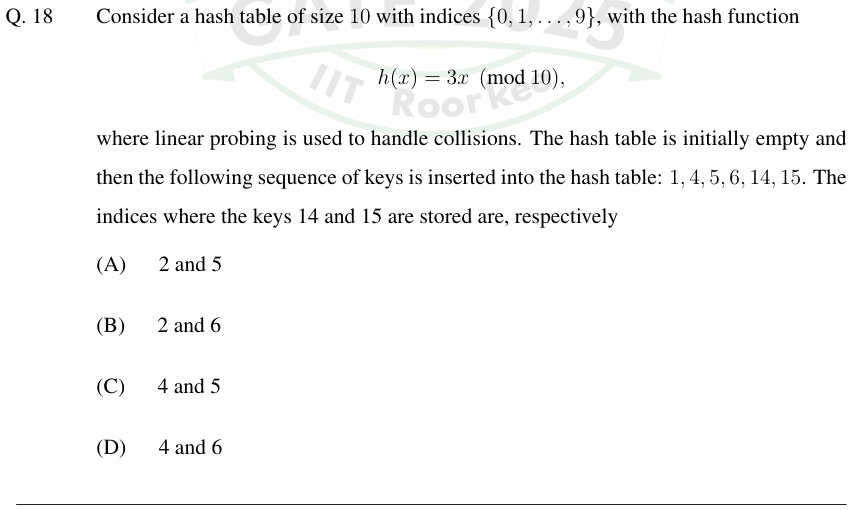 GATE 2025
IIT Roorkee
Q. 18 Consider a hash table of size 10 with indices {0, 1, . . . , 9}, with the hash function
h(x) = 3x (mod 10),
where linear probing is used to handle collisions. The hash table is initially empty and
then the following sequence of keys is inserted into the hash table: 1, 4, 5, 6, 14, 15. The
indices where the keys 14 and 15 are stored are, respectively
(A) 2 and 5
(B) 2 and 6
(C) 4 and 5
(D) 4 and 6